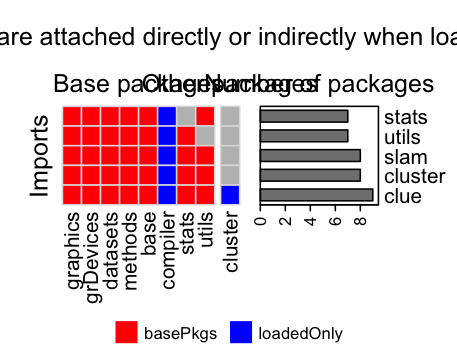 are attached directly or indirectly when loa
Base packages
Other packages
Number of packages
Imports
stats
utils
slam
cluster
clue
0 2 4 6 8
graphics
grDevices
datasets
methods
base
compiler
stats
utils
cluster
basePkgs loadedOnly